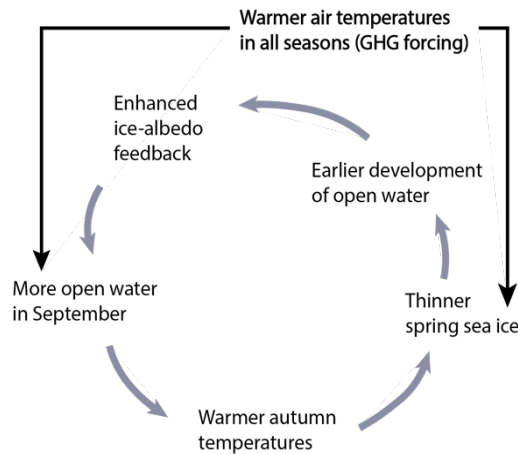 Warmer air temperatures
in all seasons (GHG forcing)
Enhanced
ice-albedo
feedback
Earlier development
of open water
More open water
in September
Thinner
spring sea ice
Warmer autumn
temperatures